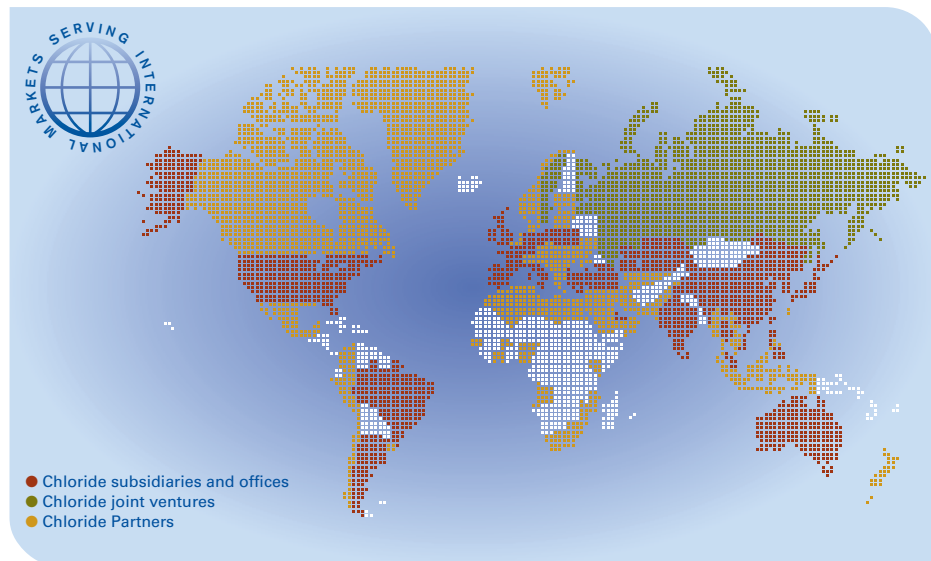 MARKETS SERVING INTERNATIONAL
Chloride subsidiaries and offices
Chloride joint ventures
Chloride Partners